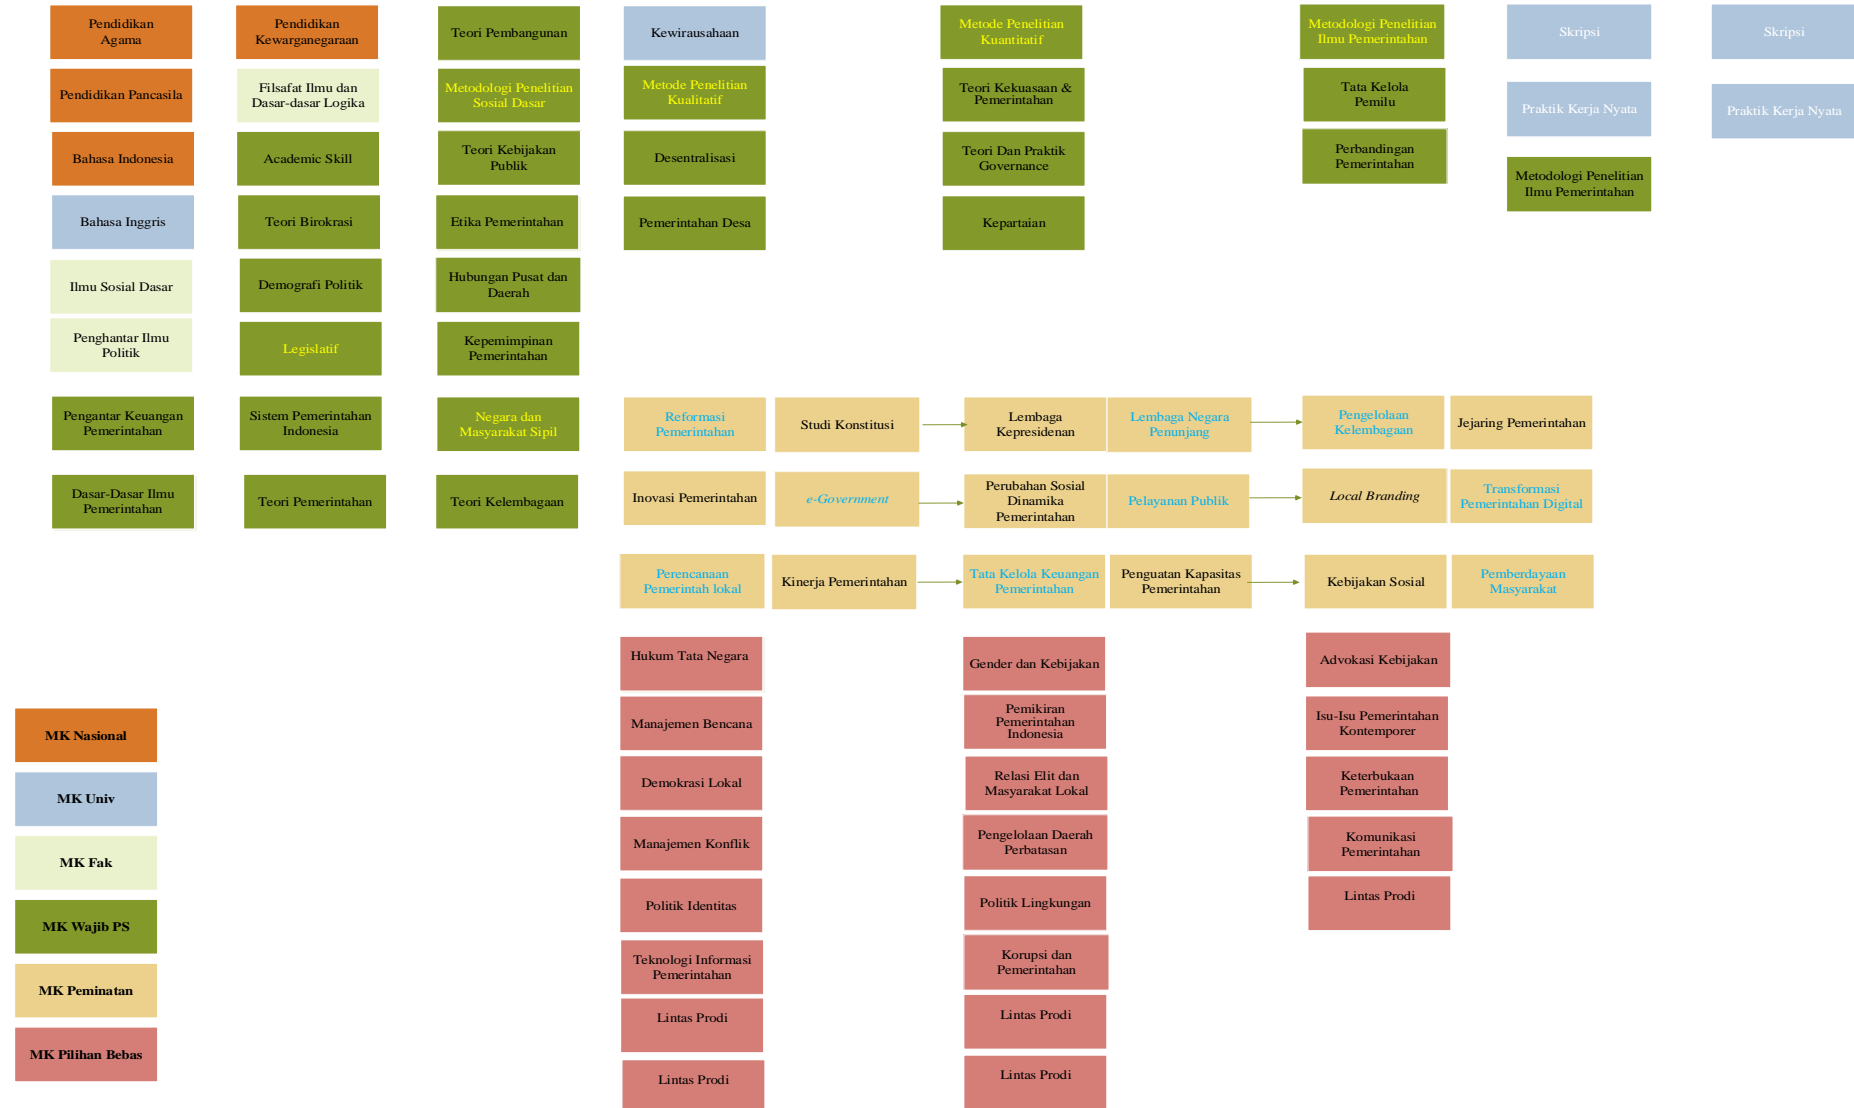 Pendidikan
Agama
Pendidikan
Kewarganegaraan
Teori Pembangunan
Kewirausahaan
Metode Penelitian
Kuantitatif
Metodologi Penelitian
Ilmu Pemerintahan
Skripsi
Skripsi
Pendidikan Pancasila
Filsafat Ilmu dan
Dasar-dasar Logika
Metodologi Penelitian
Sosial Dasar
Metode Penelitian
Kualitatif
Teori Kekuasaan &
Pemerintahan
Tata Kelola
Pemilu
Praktik Kerja Nyata
Praktik Kerja Nyata
Bahasa Indonesia
Academic Skill
Teori Kebijakan
Publik
Desentralisasi
Teori Dan Praktik
Governance
Perbandingan
Pemerintahan
Metodologi Penelitian
Ilmu Pemerintahan
Bahasa Inggris
Teori Birokrasi
Etika Pemerintahan
Pemerintahan Desa
Kepartaian
Ilmu Sosial Dasar
Demografi Politik
Hubungan Pusat dan
Daerah
Penghantar Ilmu
Politik
Legislatif
Kepemimpinan
Pemerintahan
Pengantar Keuangan
Pemerintahan
Sistem Pemerintahan
Indonesia
Negara dan
Masyarakat Sipil
Reformasi
Pemerintahan
Studi Konstitusi
Lembaga
Kepresidenan
Lembaga Negara
Penunjang
Pengelolaan
Kelembagaan
Jejaring Pemerintahan
Dasar-Dasar Ilmu
Pemerintahan
Teori Pemerintahan
Teori Kelembagaan
Inovasi Pemerintahan
e-Government
Perubahan Sosial
Dinamika
Pemerintahan
Pelayanan Publik
Local Branding
Transformasi
Pemerintahan Digital
Perencanaan
Pemerintah lokal
Kinerja Pemerintahan
Tata Kelola Keuangan
Pemerintahan
Penguatan Kapasitas
Pemerintahan
Kebijakan Sosial
Pemberdayaan
Masyarakat
Hukum Tata Negara
Gender dan Kebijakan
Advokasi Kebijakan
Manajemen Bencana
Pemikiran
Pemerintahan
Indonesia
Isu-Isu Pemerintahan
Kontemporer
Demokrasi Lokal
Relasi Elit dan
Masyarakat Lokal
Keterbukaan
Pemerintahan
Manajemen Konflik
Pengelolaan Daerah
Perbatasan
Komunikasi
Pemerintahan
Politik Identitas
Politik Lingkungan
Lintas Prodi
Teknologi Informasi
Pemerintahan
Korupsi dan
Pemerintahan
Lintas Prodi
Lintas Prodi
Lintas Prodi
Lintas Prodi
MK Nasional
MK Univ
MK Fak
MK Wajib PS
MK Peminatan
MK Pilihan Bebas